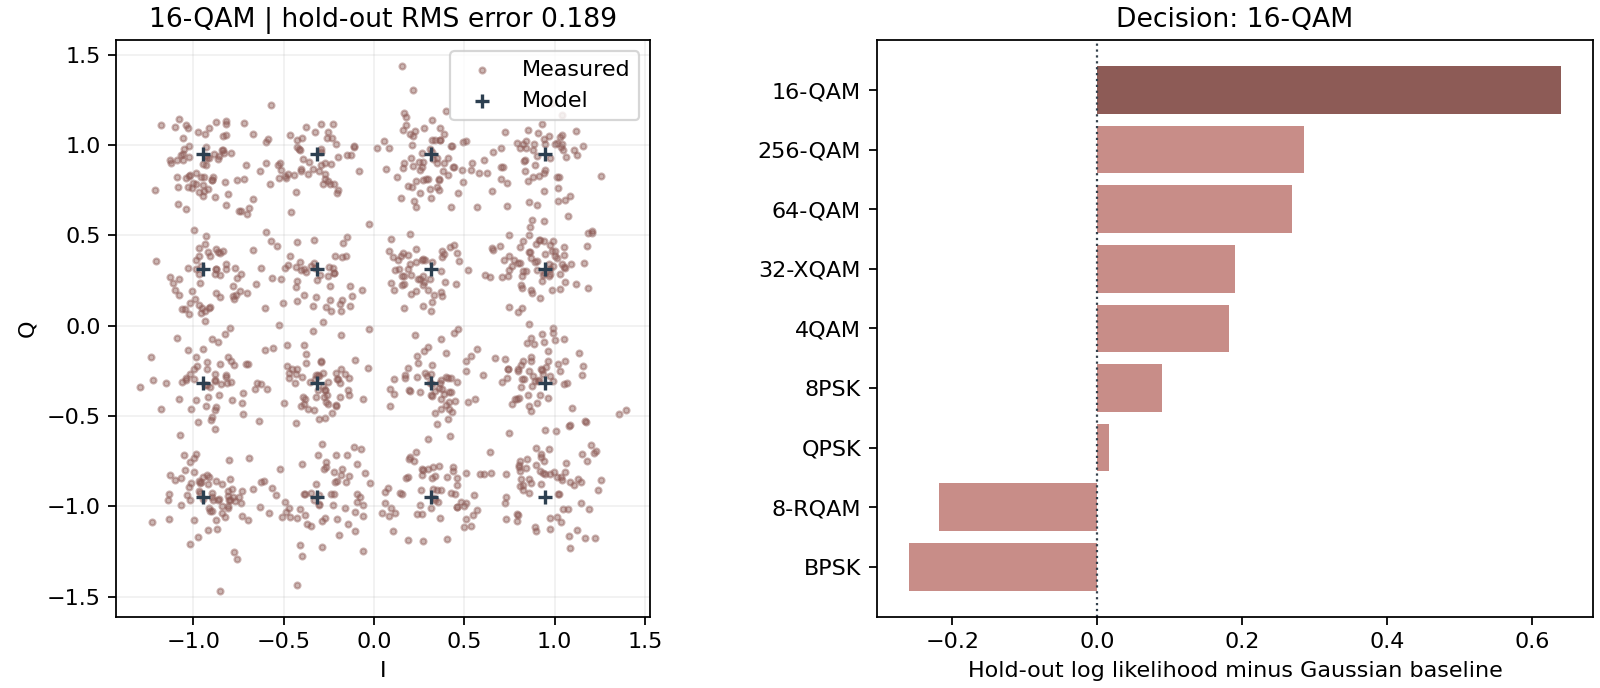 16-QAM | hold-out RMS error 0.189
Measured
Model
1.5
1.0
0.5
0.0
−0.5
−1.0
−1.5
Q
−1.0
−0.5
0.0
0.5
1.0
1.5
I
Decision: 16-QAM
16-QAM
256-QAM
64-QAM
32-XQAM
4QAM
8PSK
QPSK
8-RQAM
BPSK
−0.2
0.0
0.2
0.4
0.6
Hold-out log likelihood minus Gaussian baseline